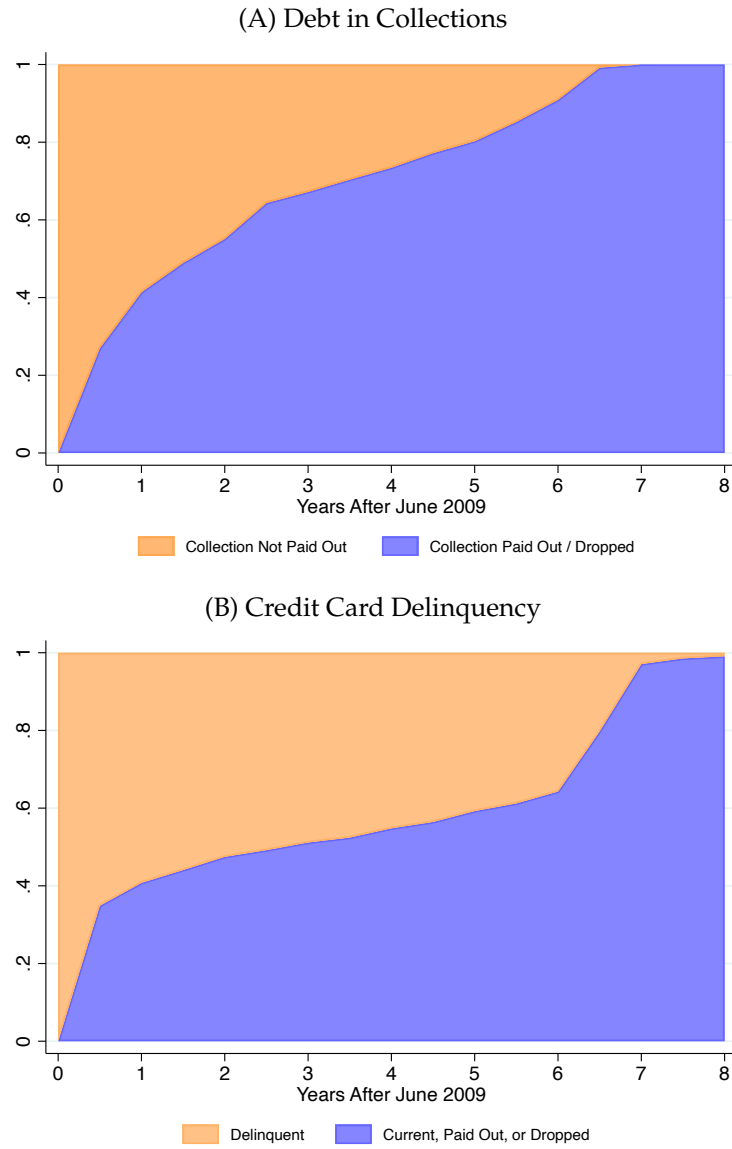 (A) Debt in Collections
1
.8
.6
.4
.2
0
0 1 2 3 4 5 6 7 8
Years After June 2009
Collection Not Paid Out Collection Paid Out / Dropped
(B) Credit Card Delinquency
1
.8
.6
.4
.2
0
0 1 2 3 4 5 6 7 8
Years After June 2009
Delinquent Current, Paid Out, or Dropped